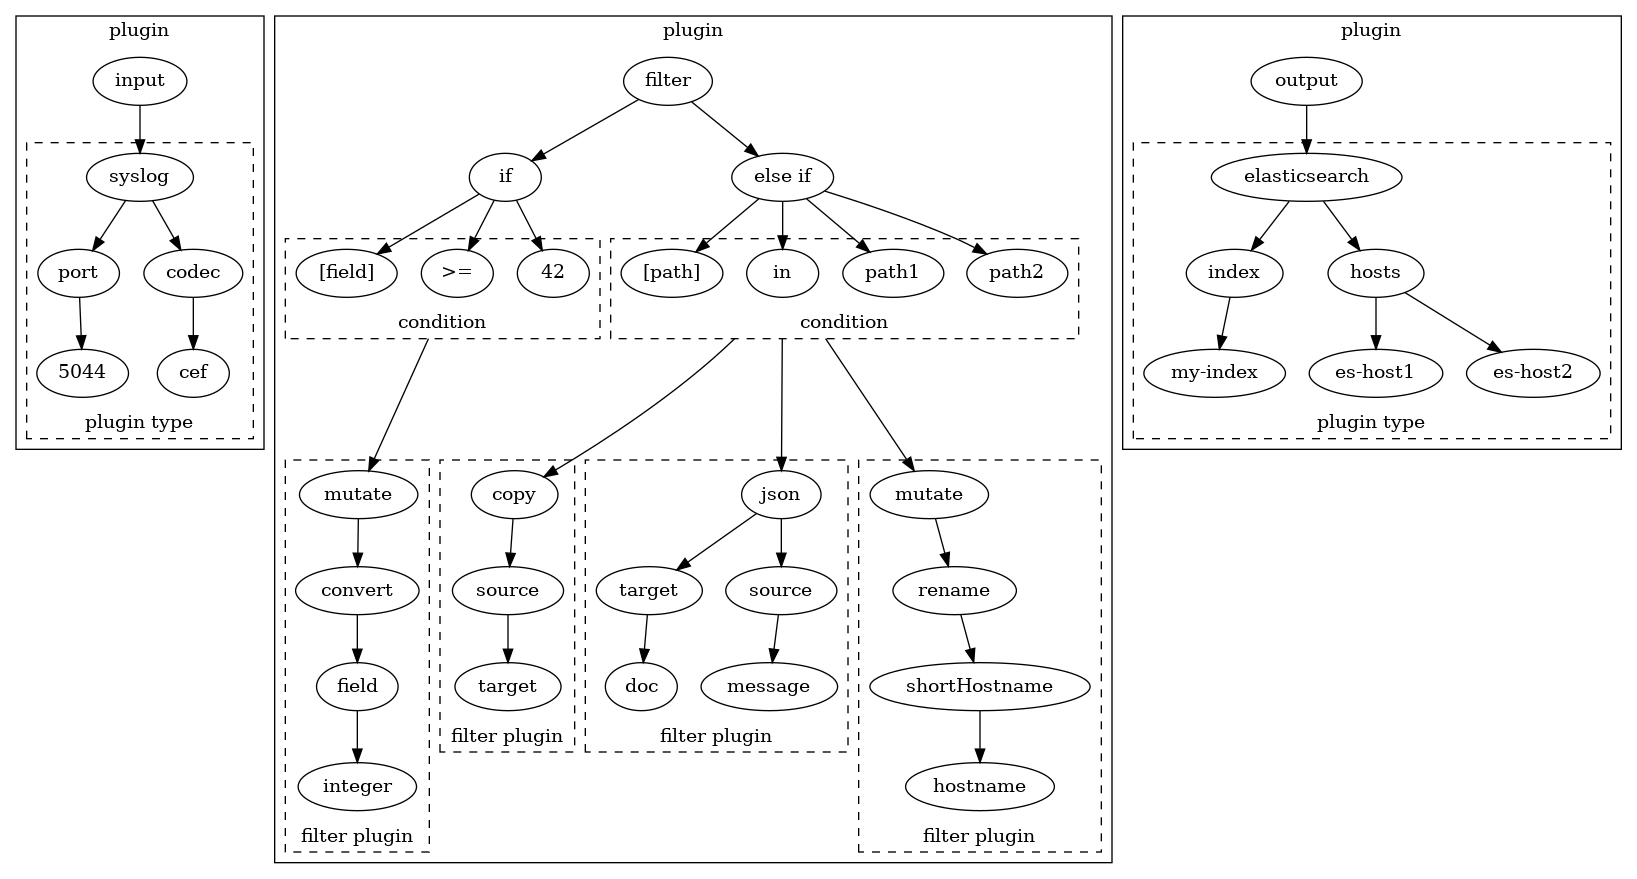 plugin
input
syslog
port
codec
5044
cef
plugin type
plugin
filter
if
else if
[field]
>=
42
condition
[path]
in
path1
path2
condition
mutate
convert
field
integer
filter plugin
copy
source
target
filter plugin
json
target
source
doc
message
filter plugin
mutate
rename
shortHostname
hostname
filter plugin
plugin
output
elasticsearch
index
hosts
my-index
es-host1
es-host2
plugin type